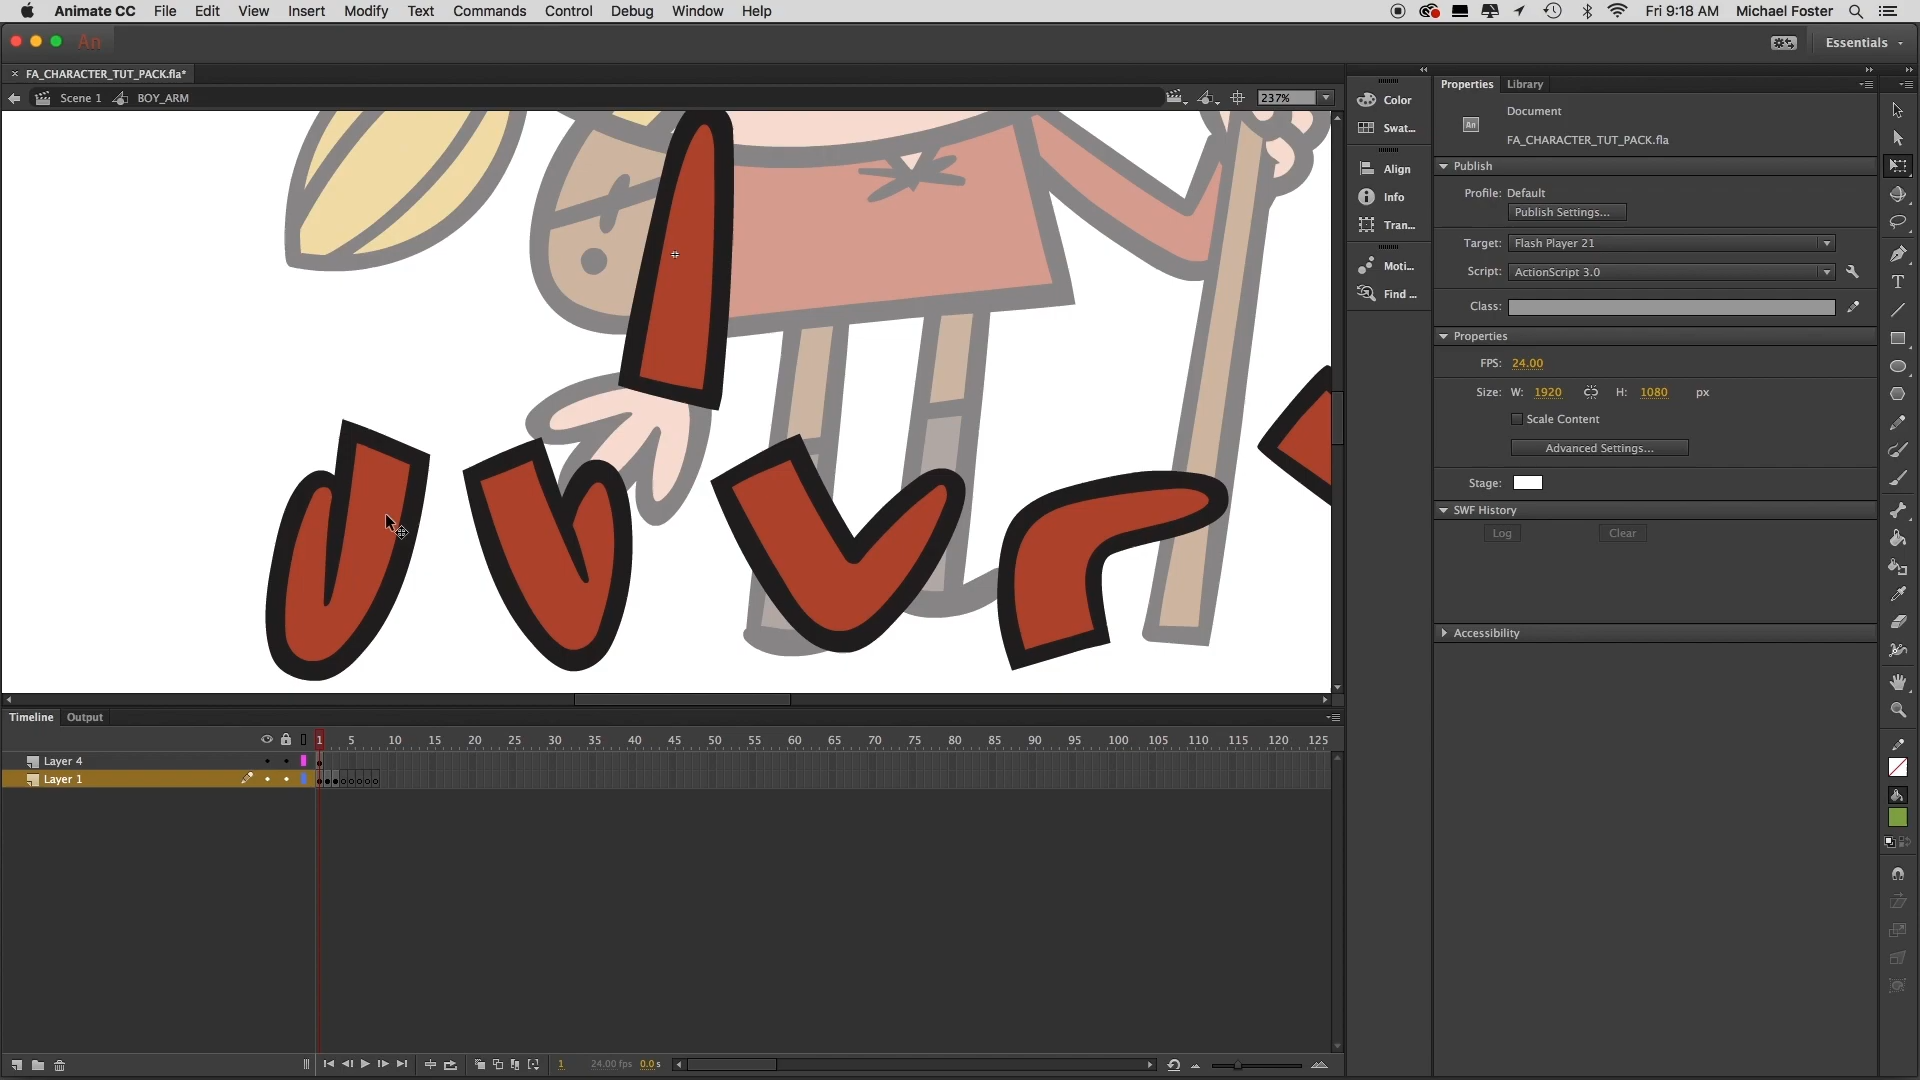 Animate CC File Edit View Insert Modify Text Commands Control Debug Window Help Fri 9:18 AM Michael Foster
An Essentials
× FA_CHARACTER_TUT_PACK.fla*
Scene 1 BOY_ARM 237%
Color
Swat...
Align
Info
Tran...
Moti...
Find ...
Properties Library
Document
An
FA_CHARACTER_TUT_PACK.fla
Publish
Profile: Default
Publish Settings...
Target: Flash Player 21
Script: ActionScript 3.0
Class:
Properties
FPS: 24.00
Size: W: 1920 H: 1080 px
Scale Content
Advanced Settings...
Stage:
SWF History
Log Clear
Accessibility
T
Timeline Output
1 5 10 15 20 25 30 35 40 45 50 55 60 65 70 75 80 85 90 95 100 105 110 115 120 125
Layer 4
Layer 1
1 24.00 fps 0.0 s